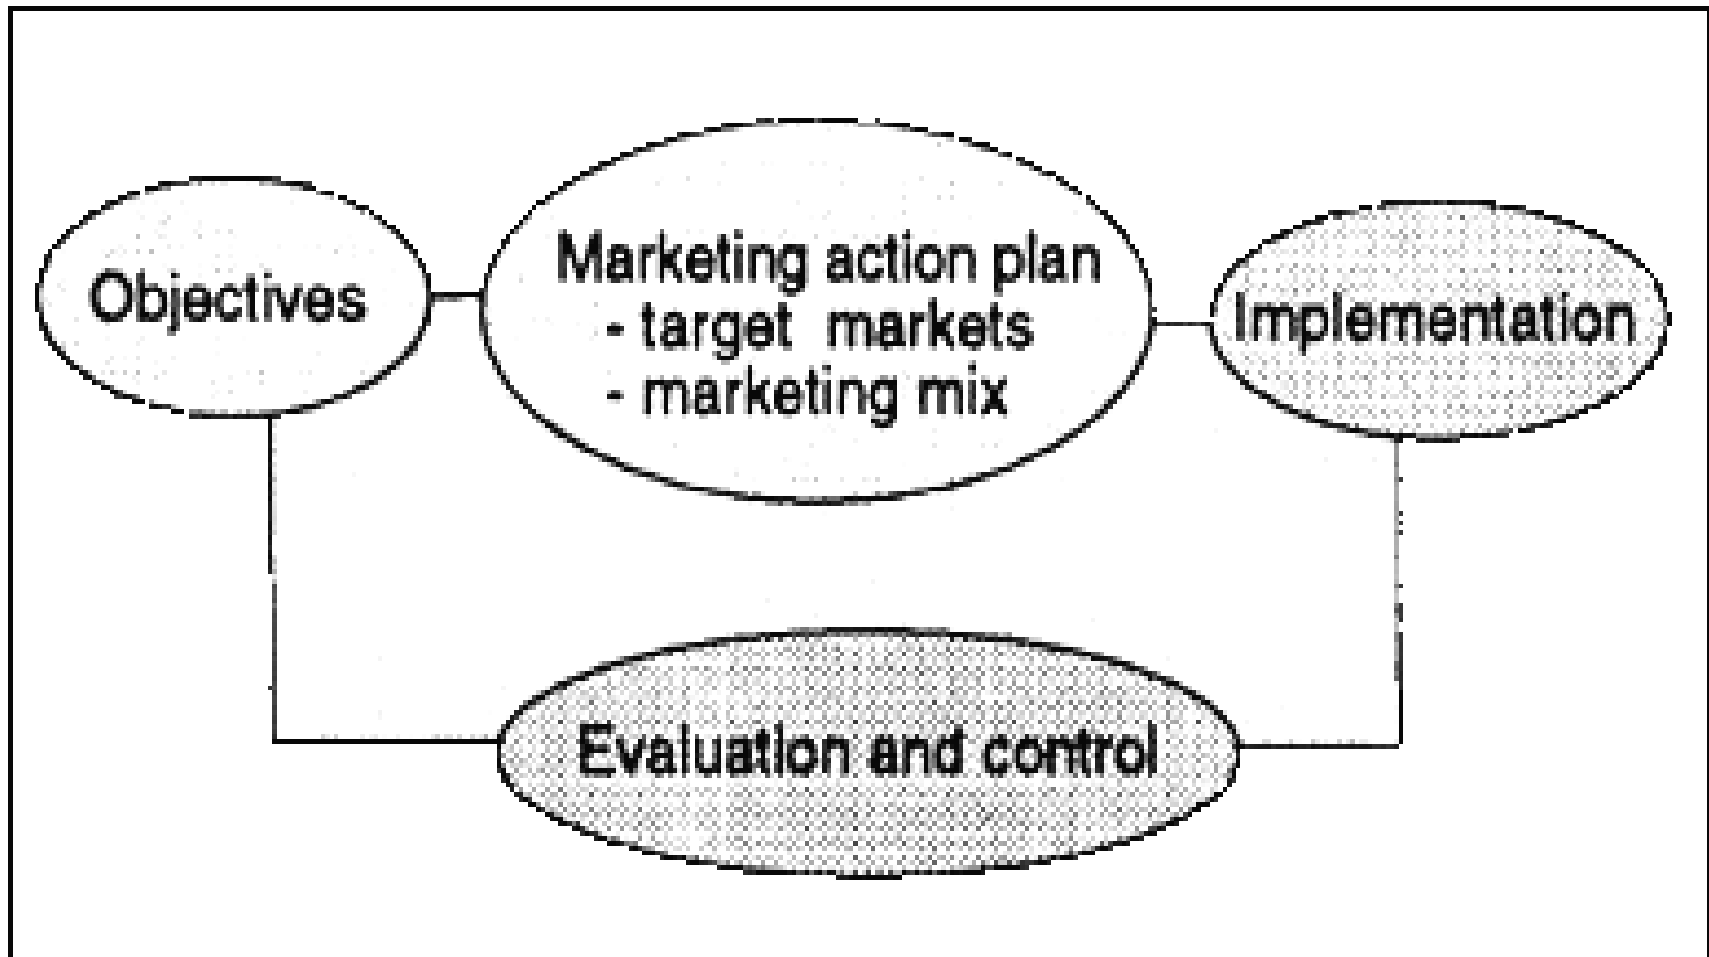 Objectives
Marketing action plan
- target markets
- marketing mix
Implementation
Evaluation and control